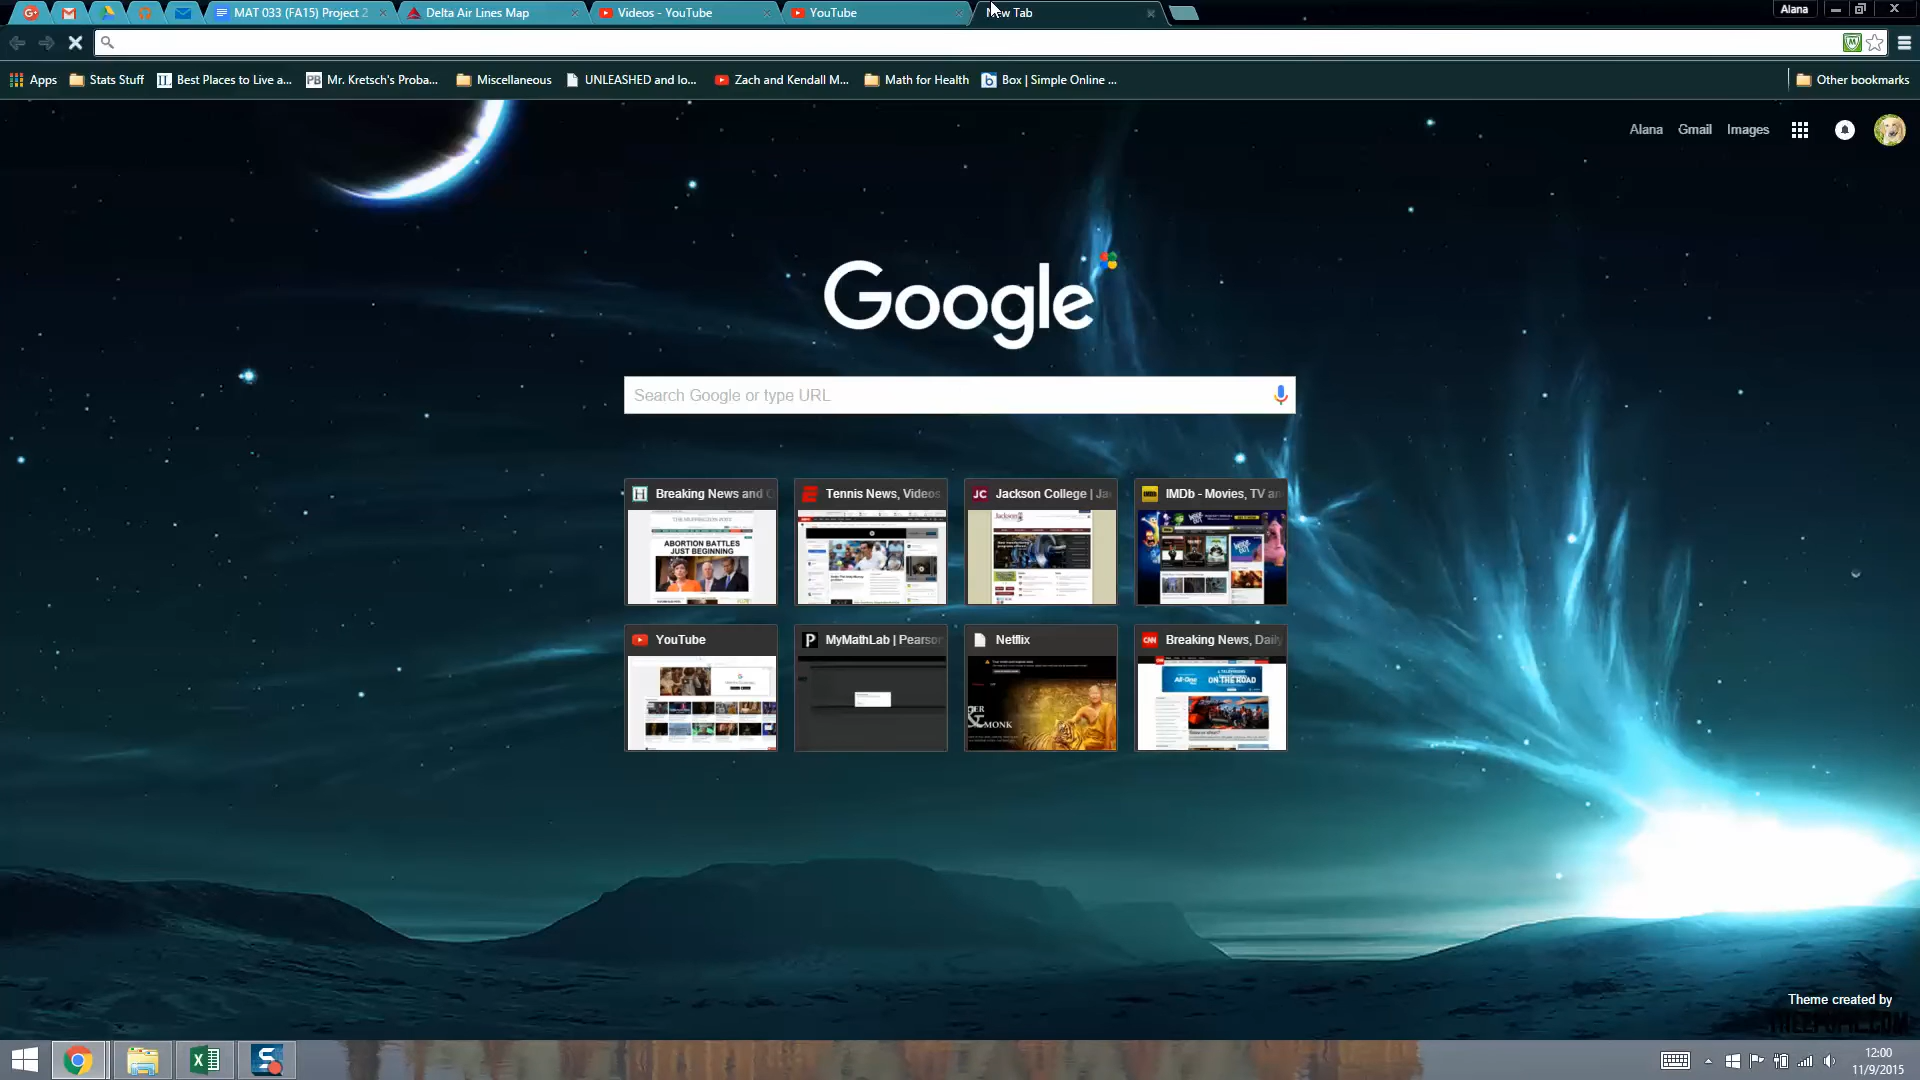 MAT 033 (FA15) Project 2
Delta Air Lines Map
Videos - YouTube
YouTube
New Tab
Alana
Apps
Stats Stuff
Best Places to Live a...
Mr. Kretsch's Proba...
Miscellaneous
UNLEASHED and lo...
Zach and Kendall M...
Math for Health
Box | Simple Online ...
Other bookmarks
Alana
Gmail
Images
Google
Search Google or type URL
Breaking News and
Tennis News, Videos
Jackson College | Ja
IMDb - Movies, TV an
ABORTION BATTLES
JUST BEGINNING
YouTube
MyMathLab | Pearson
Netflix
Breaking News, Daily
ON THE ROAD
& MONK
Theme created by
12:00
11/9/2015